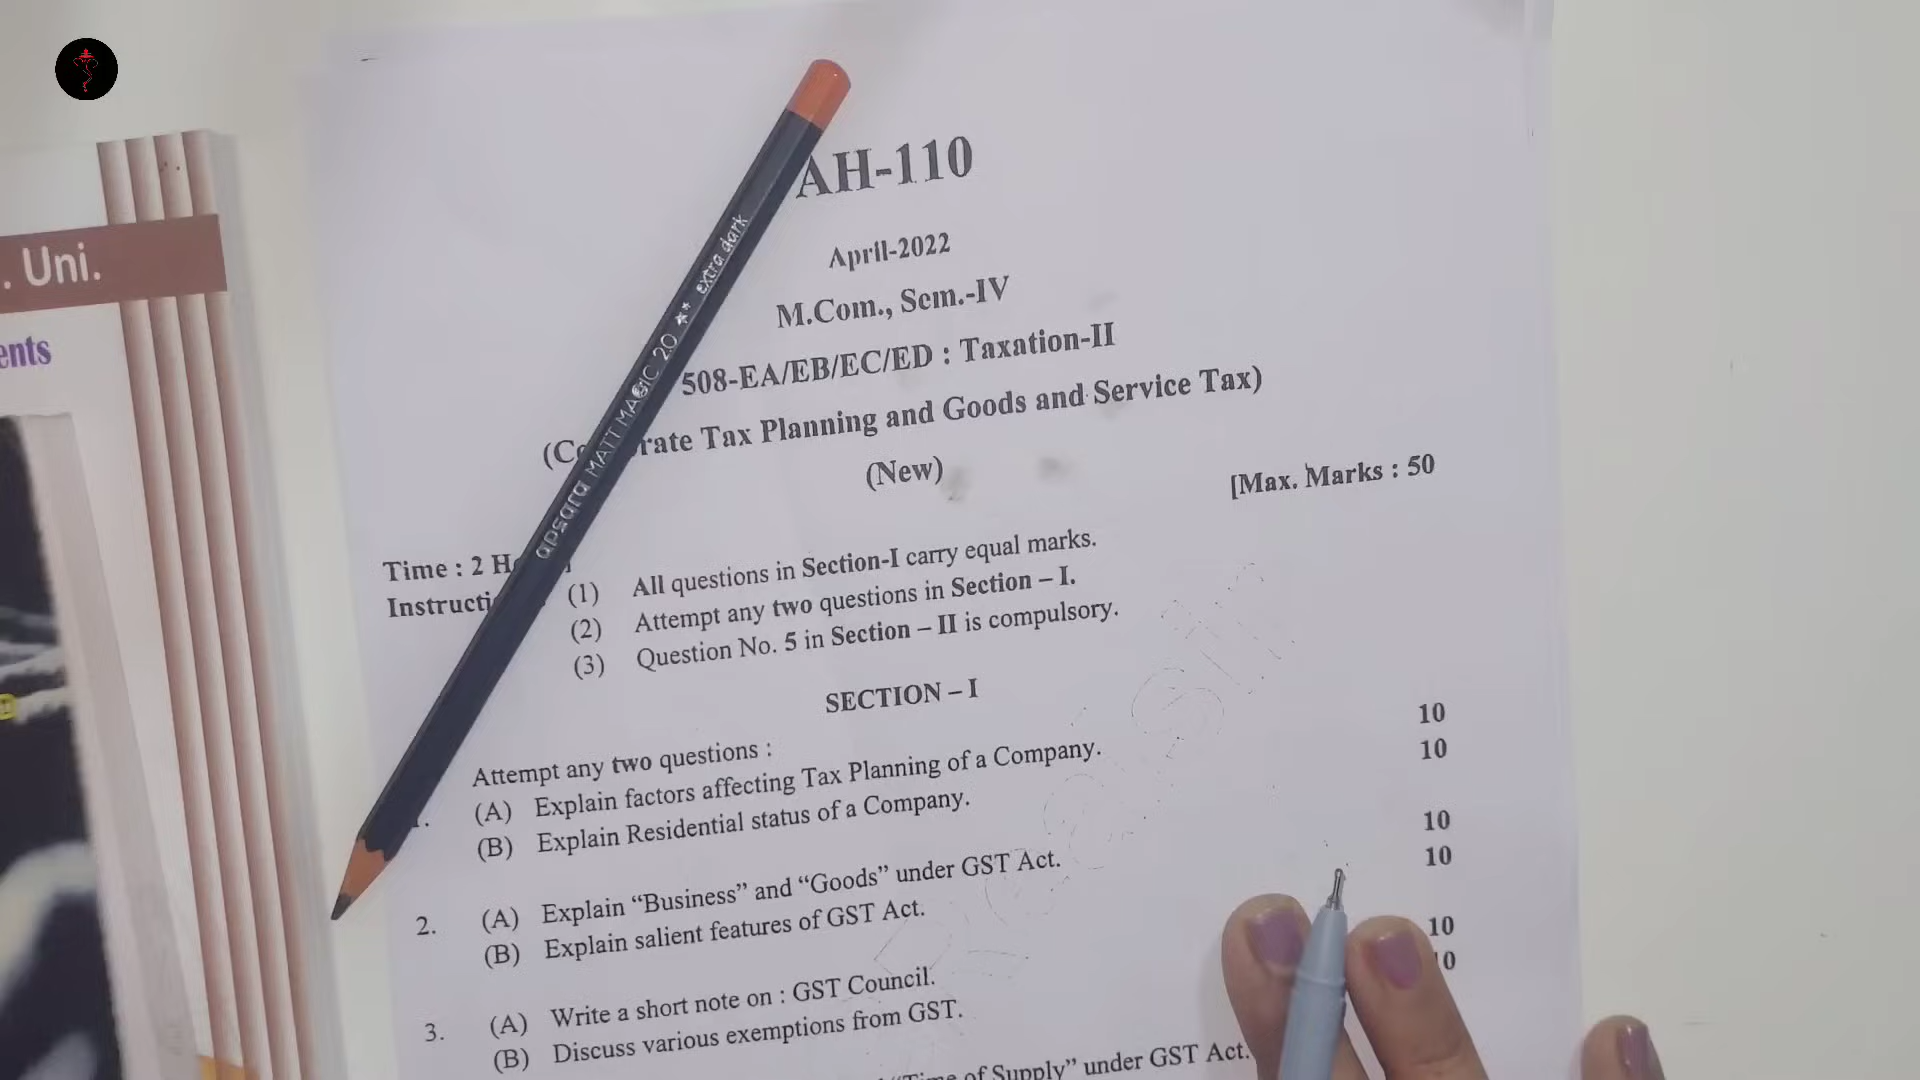 . Uni.
ents
AH-110
April-2022
M.Com., Sem.-IV
508-EA/EB/EC/ED : Taxation-II
rate Tax Planning and Goods and Service Tax)
(New)
[Max. Marks : 50
Time : 2
(1) All questions in Section-I carry equal marks.
(2) Attempt any two questions in Section – I.
(3) Question No. 5 in Section – II is compulsory.
SECTION – I
Attempt any two questions :
(A) Explain factors affecting Tax Planning of a Company. 10
(B) Explain Residential status of a Company. 10
2. (A) Explain “Business” and “Goods” under GST Act. 10
(B) Explain salient features of GST Act. 10
3. (A) Write a short note on : GST Council. 10
(B) Discuss various exemptions from GST.
of Supply” under GST Act.
apsara MATT MAGIC 2.0 extra dark